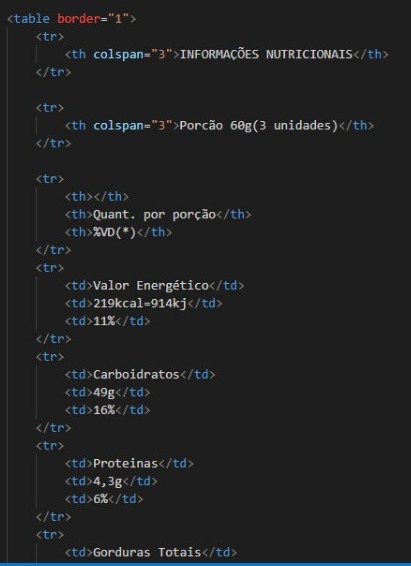 <table border="1">
<tr>
<th colspan="3">INFORMAÇÕES NUTRICIONAIS</th>
</tr>
<tr>
<th colspan="3">Porcão 60g(3 unidades)</th>
</tr>
<tr>
<th></th>
<th>Quant. por porção</th>
<th>%VD(*)</th>
</tr>
<tr>
<td>Valor Energético</td>
<td>219kcal=914kj</td>
<td>11%</td>
</tr>
<tr>
<td>Carboidratos</td>
<td>49g</td>
<td>16%</td>
</tr>
<tr>
<td>Proteinas</td>
<td>4,3g</td>
<td>6%</td>
</tr>
<tr>
<td>Gorduras Totais</td>